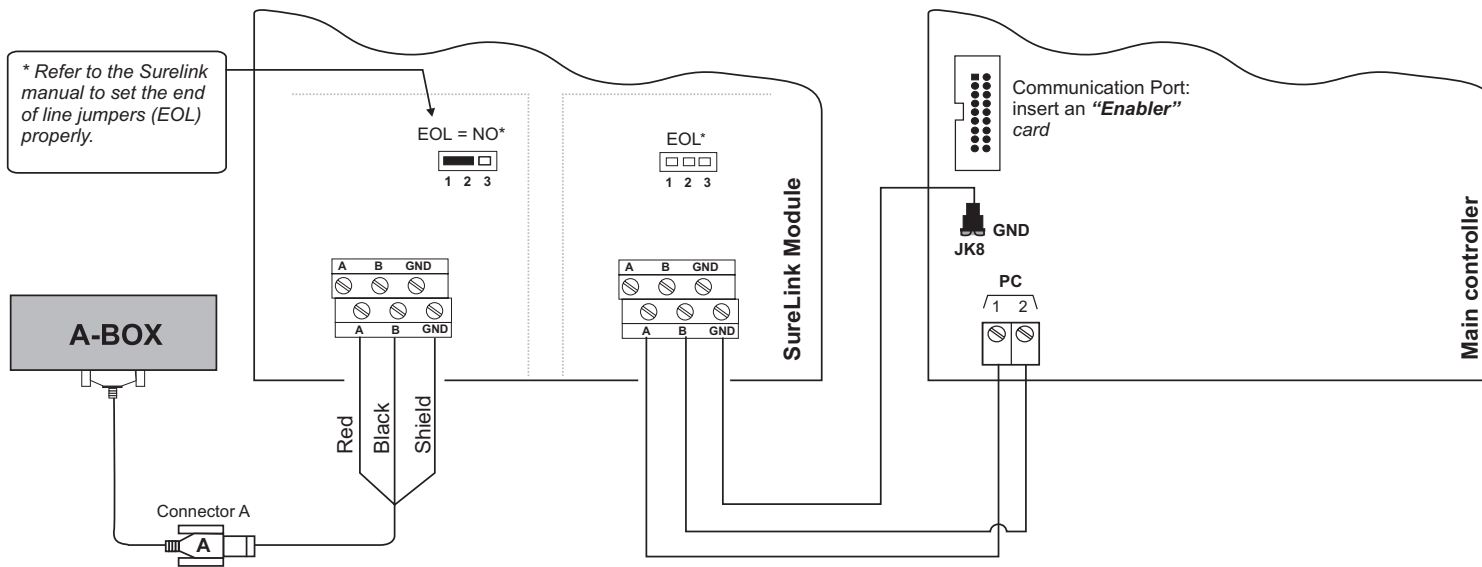 * Refer to the Surelink
manual to set the end
of line jumpers (EOL)
properly.
EOL = NO*
1 2 3
EOL*
1 2 3
SureLink Module
A B GND
A B GND
A B GND
A B GND
Communication Port:
insert an “Enabler”
card
GND
JK8
PC
1 2
Main controller
A-BOX
Red
Black
Shield
Connector A
A